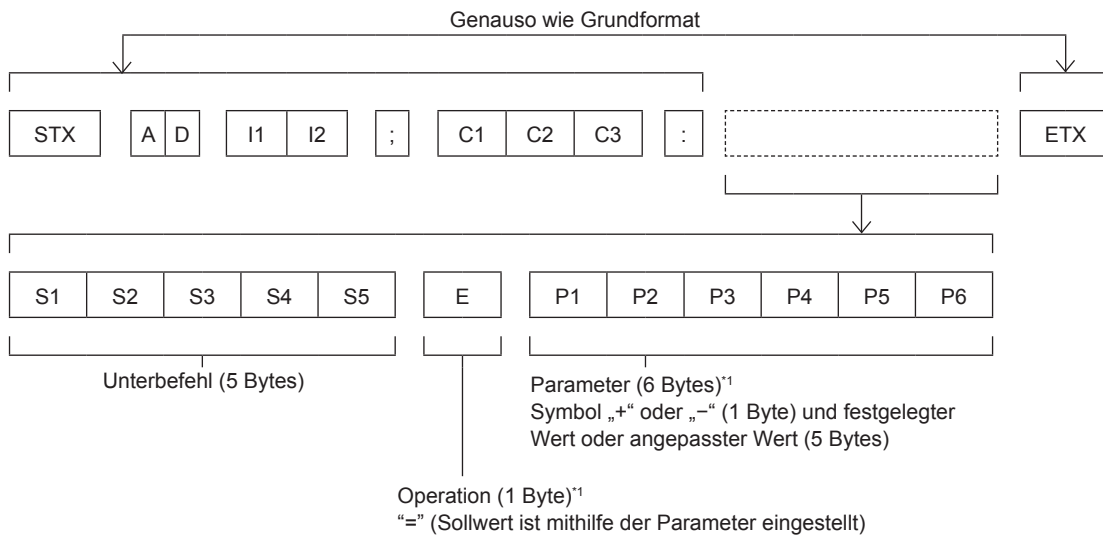 Genauso wie Grundformat
STX A D I1 I2 ; C1 C2 C3 : ETX
S1 S2 S3 S4 S5 E P1 P2 P3 P4 P5 P6
Unterbefehl (5 Bytes)
Parameter (6 Bytes)*1
Symbol „+“ oder „−“ (1 Byte) und festgelegter
Wert oder angepasster Wert (5 Bytes)
Operation (1 Byte)*1
“=” (Sollwert ist mithilfe der Parameter eingestellt)